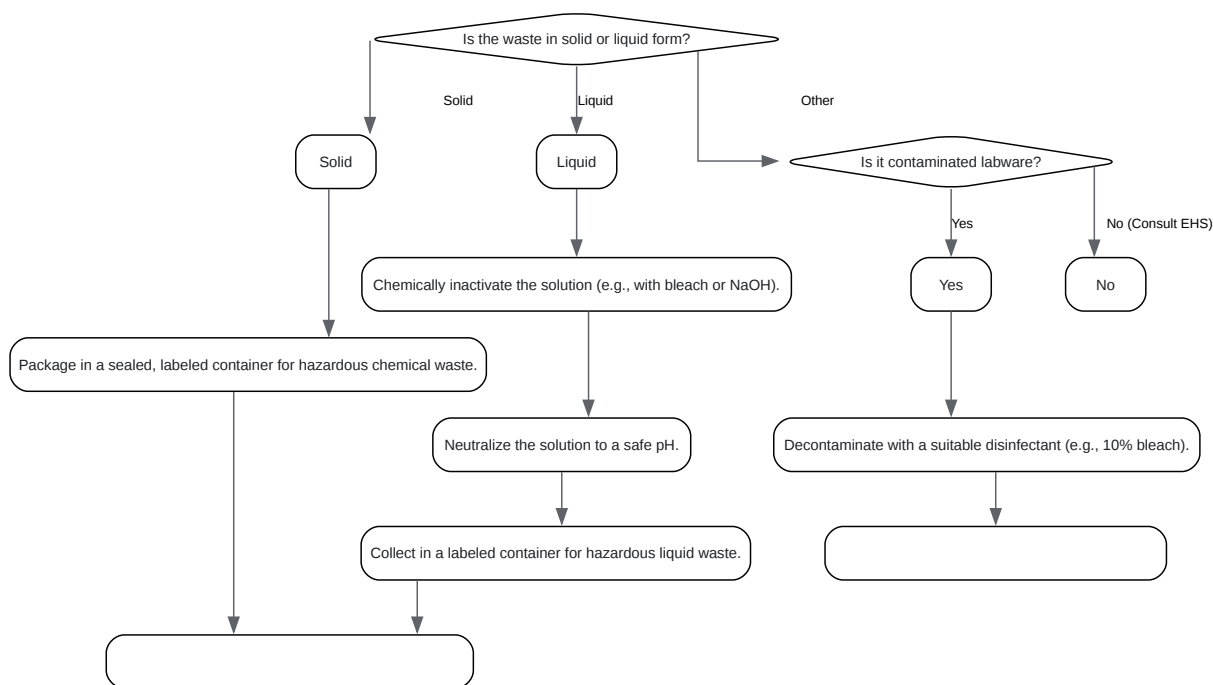 Is the waste in solid or liquid form?
Solid
Liquid
Other
Solid
Liquid
Is it contaminated labware?
Yes
No (Consult EHS)
Chemically inactivate the solution (e.g., with bleach or NaOH).
Yes
No
Package in a sealed, labeled container for hazardous chemical waste.
Neutralize the solution to a safe pH.
Decontaminate with a suitable disinfectant (e.g., 10% bleach).
Collect in a labeled container for hazardous liquid waste.